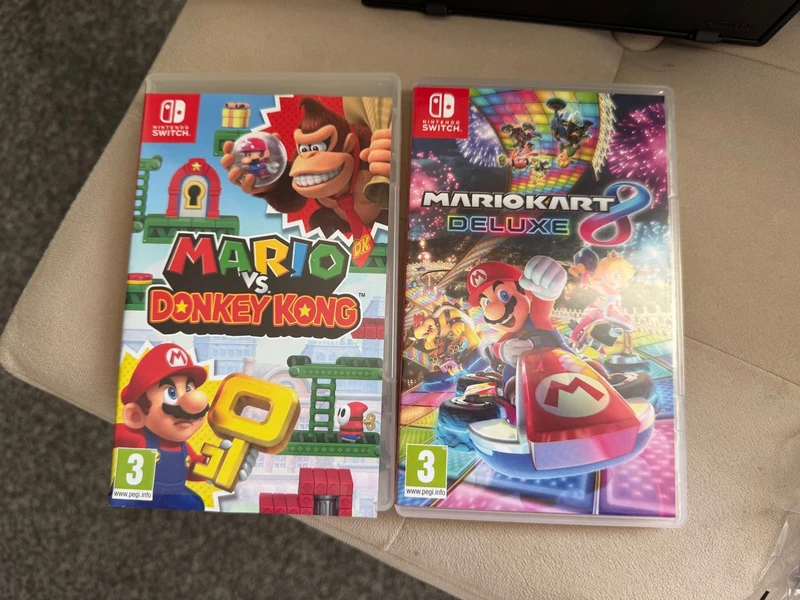 NINTENDO
SWITCH
DK
MARIO
VS.
DONKEY KONG™
M
3
www.pegi.info
NINTENDO
SWITCH
MARIOKART 8
DELUXE
M
M
3
www.pegi.info